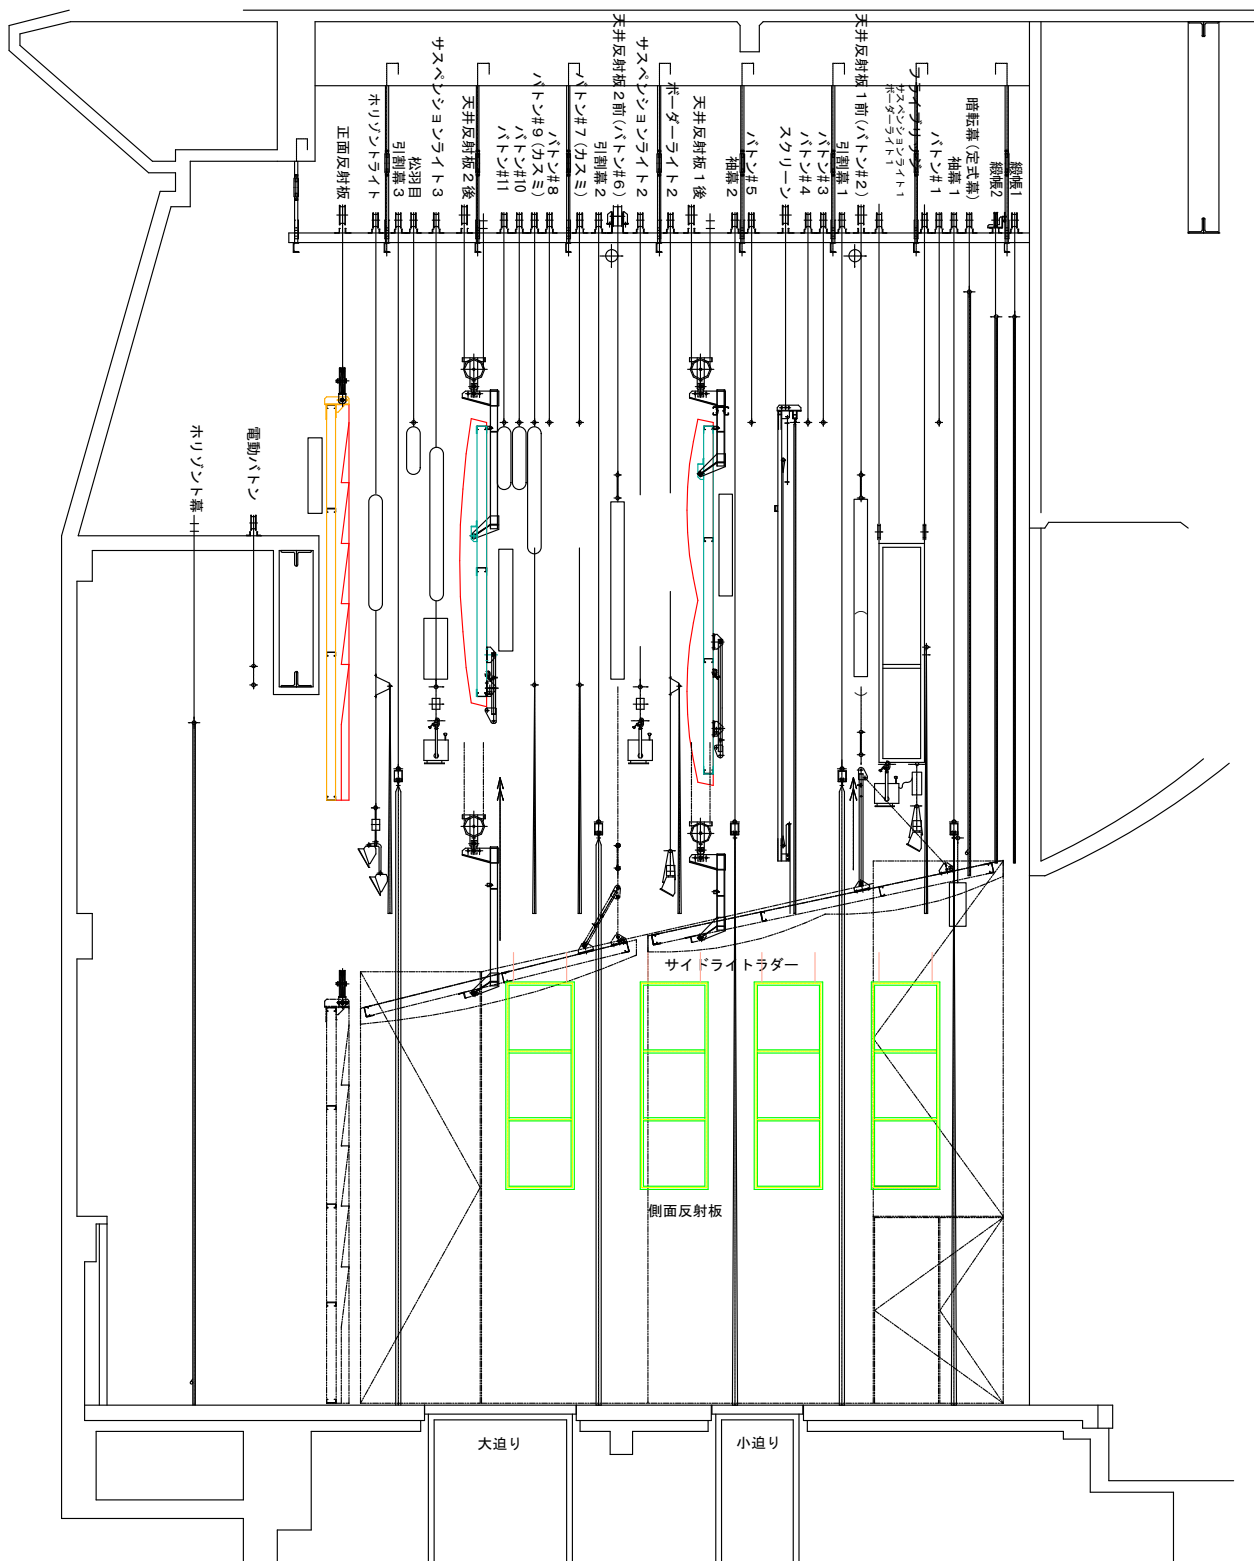 正面反射板
ホリゾントライト
引割幕3
松羽目
サスペンションライト3
天井反射板2後
バトン#11
バトン#10
バトン#9(カスミ)
バトン#8
バトン#7(カスミ)
引割幕2
天井反射板2前(バトン#6)
サスペンションライト2
ボーダーライト2
天井反射板1後
袖幕2
バトン#5
スクリーン
バトン#4
バトン#3
引割幕1
天井反射板1前(バトン#2)
ボーダーライト1
サスペンションライト1
フライブリッジ
バトン#1
袖幕1
暗転幕(定式幕)
緞帳2
緞帳1
ホリゾント幕
電動バトン
サイドライトラダー
側面反射板
大迫り
小迫り